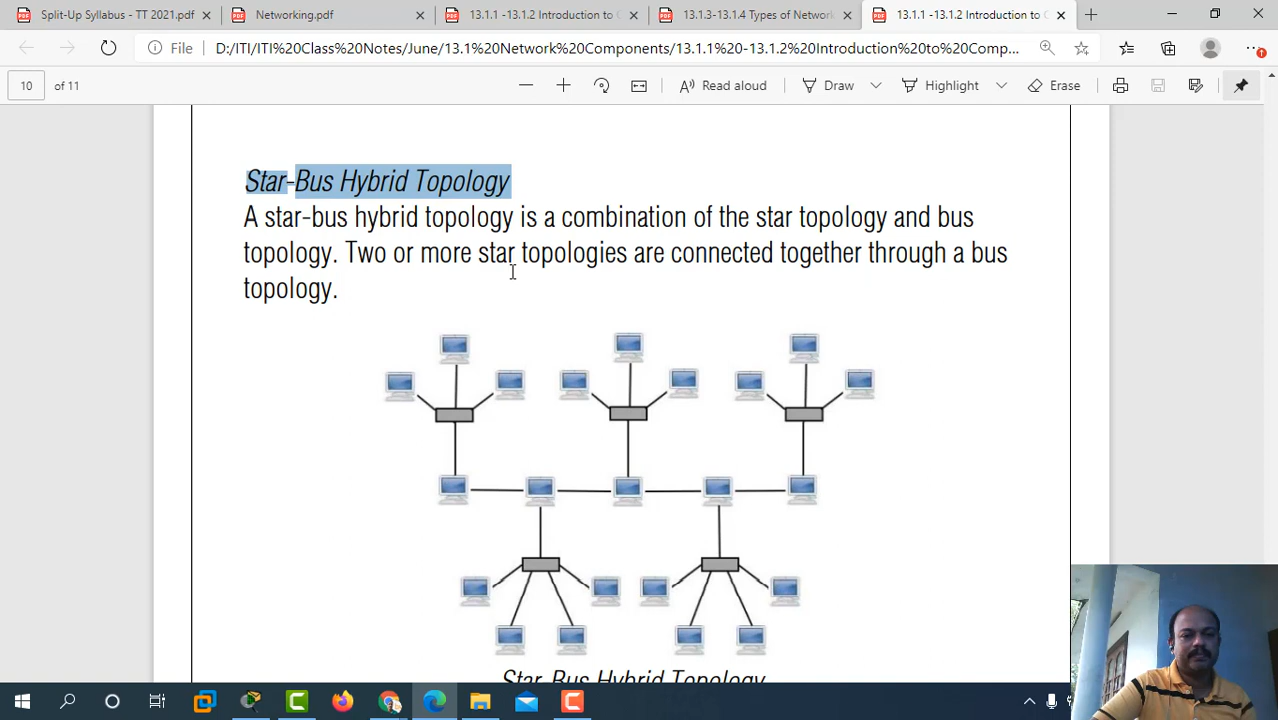 Split-Up Syllabus - TT 2021.pdf
Networking.pdf
13.1.1 -13.1.2 Introduction to C
13.1.3-13.1.4 Types of Network
13.1.1 -13.1.2 Introduction to C
File
D:/ITI/ITI%20Class%20Notes/June/13.1%20Network%20Components/13.1.1%20-13.1.2%20Introduction%20to%20Comp...
10 of 11
Read aloud
Draw
Highlight
Erase
Star-Bus Hybrid Topology
A star-bus hybrid topology is a combination of the star topology and bus
topology. Two or more star topologies are connected together through a bus
topology.
Star-Bus Hybrid Topology